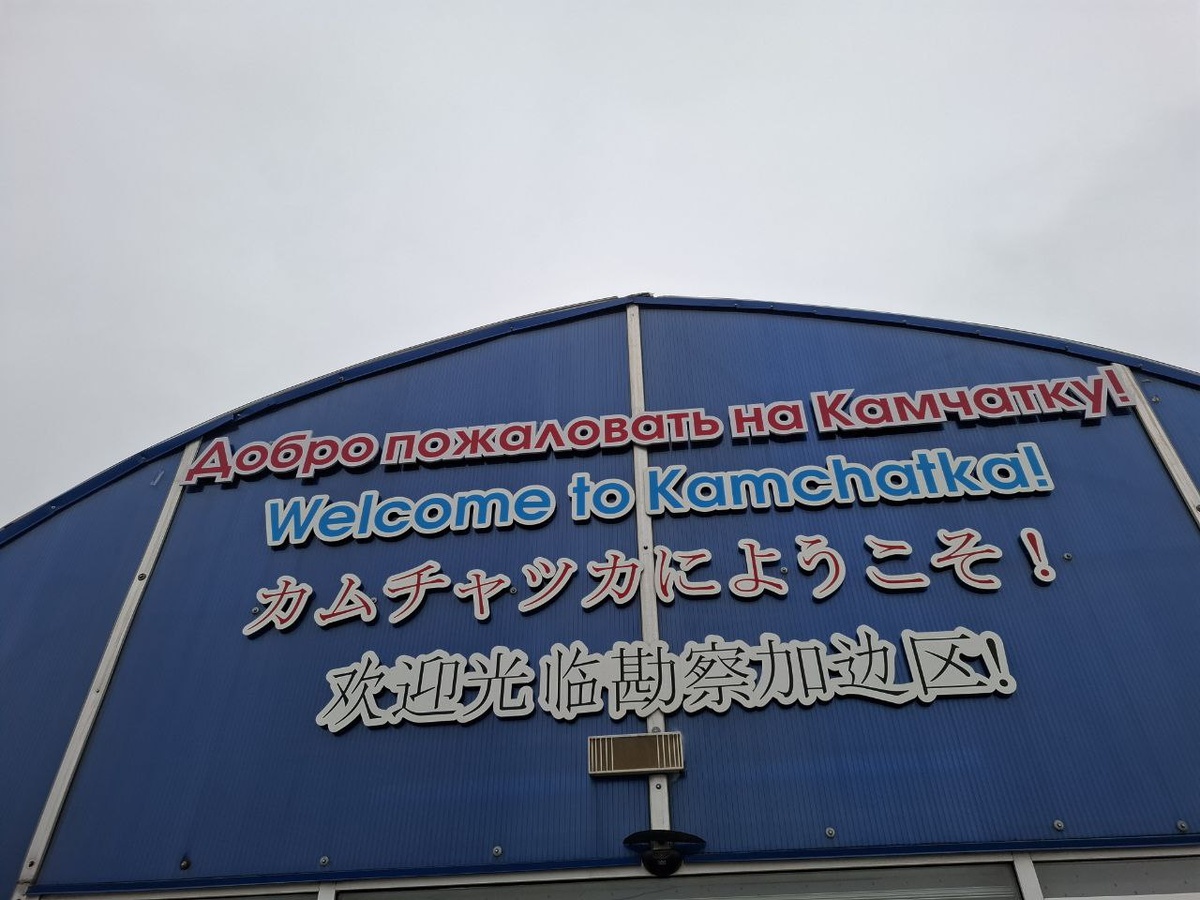 Добро пожаловать на Камчатку!
Welcome to Kamchatka!
カムチャツカにようこそ！
欢迎光临勘察加边区!